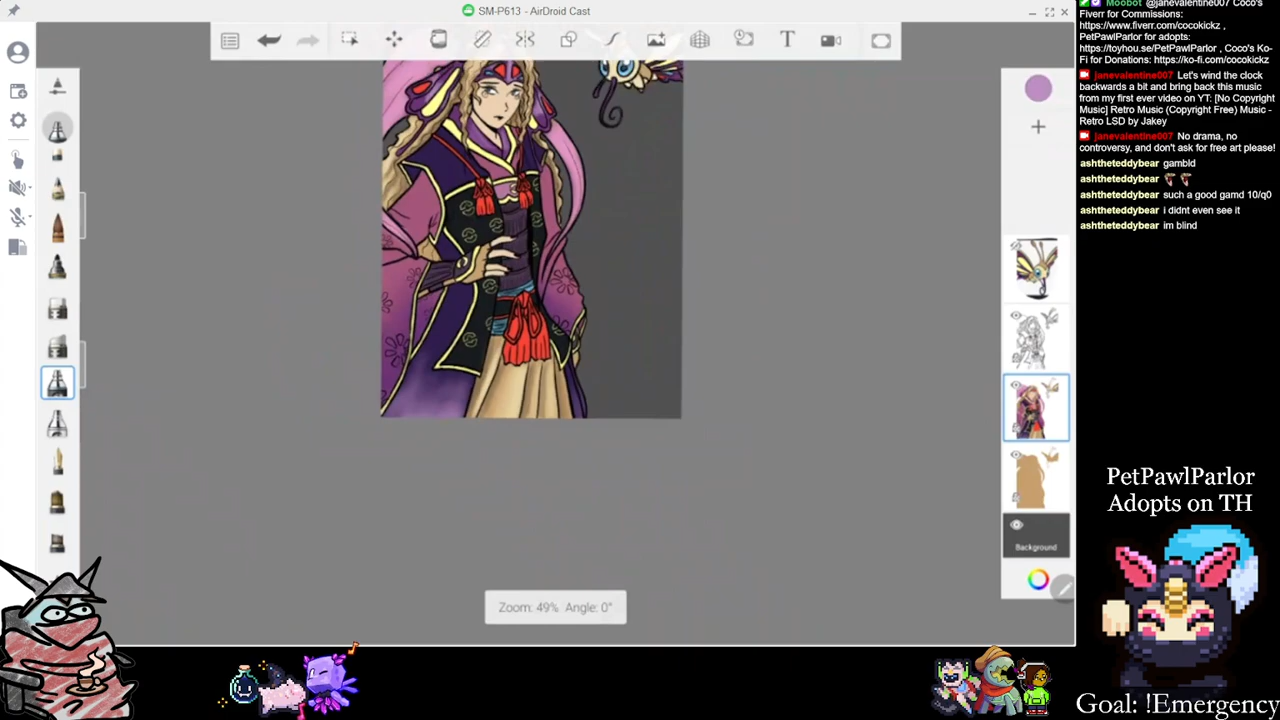 SM-P613 - AirDroid Cast
T
Background
Zoom: 49% Angle: 0°
Moobot: @janevalentine007 Coco's
Fiverr for Commissions:
https://www.fiverr.com/cocokickz ,
PetPawlParlor for adopts:
https://toyhou.se/PetPawlParlor , Coco's Ko-
Fi for Donations: https://ko-fi.com/cocokickz
janevalentine007 Let's wind the clock
backwards a bit and bring back this music
from my first ever video on YT: [No Copyright
Music] Retro Music (Copyright Free) Music -
Retro LSD by Jakey
janevalentine007 No drama, no
controversy, and don't ask for free art please!
ashtheteddybear gambld
ashtheteddybear
ashtheteddybear such a good gamd 10/q0
ashtheteddybear i didnt even see it
ashtheteddybear im blind
PetPawlParlor
Adopts on TH
Goal: !Emergency